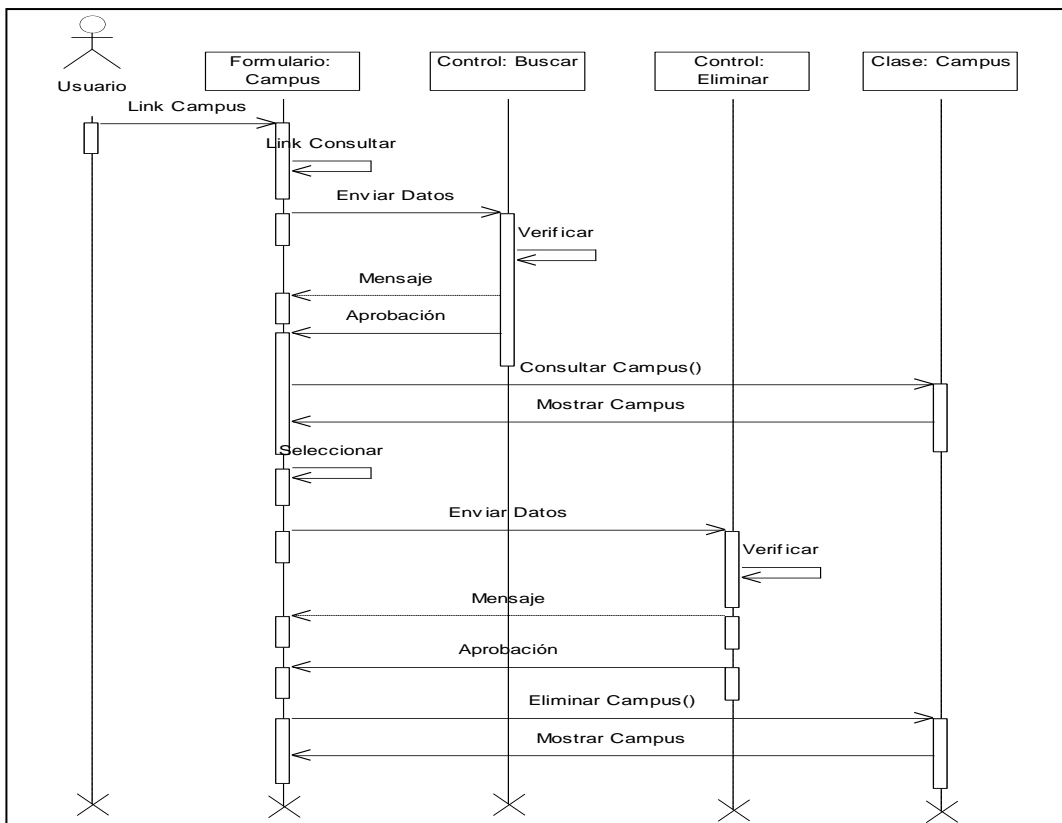 Usuario
Formulario:
Campus
Control: Buscar
Control:
Eliminar
Clase: Campus
Link Campus
Link Consultar
Enviar Datos
Verificar
Mensaje
Aprobación
Consultar Campus()
Mostrar Campus
Seleccionar
Enviar Datos
Verificar
Mensaje
Aprobación
Eliminar Campus()
Mostrar Campus